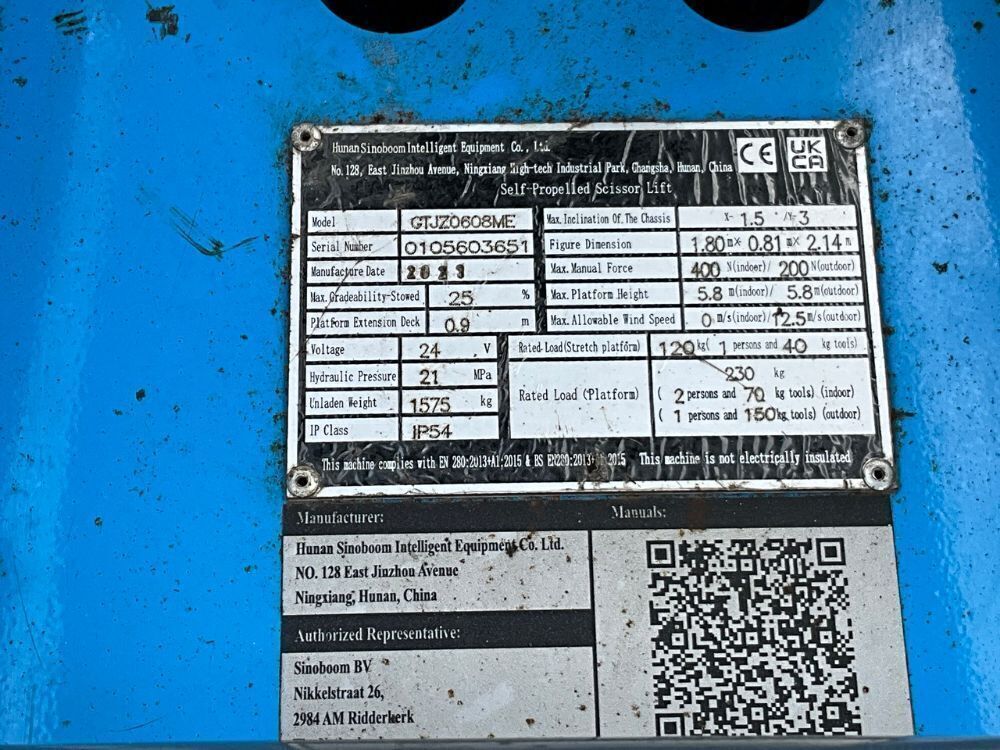 Hunan Sinoboom Intelligent Equipment Co., Ltd.
No. 128, East Jinzhou Avenue, Ningxiang High-tech Industrial Park, Changsha, Hunan, China
CE
UK
CA
Self-Propelled Scissor Lift
Model GTJZ0608ME
Serial Number 0105603651
Manufacture Date 2023
Max. Gradeability-Stowed 25 %
Platform Extension Deck 0.9 m
Max. Inclination Of. The Chassis X- 1.5 °/Y- 3
Figure Dimension 1.80 m× 0.81 m× 2.14 m
Max. Manual Force 400 N(indoor)/ 200 N(outdoor)
Max. Platform Height 5.8 m(indoor)/ 5.8 m(outdoor)
Max. Allowable Wind Speed 0 m/s(indoor)/ 12.5 m/s(outdoor)
Voltage 24 V
Hydraulic Pressure 21 MPa
Unladen Weight 1575 kg
IP Class IP54
Rated Load(Stretch platform) 120 kg( 1 persons and 40 kg tools)
Rated Load (Platform) 230 kg
( 2 persons and 70 kg tools) (indoor)
( 1 persons and 150 kg tools) (outdoor)
This machine complies with EN 280:2013+A1:2015 & BS EN280:2013+ 2015 This machine is not electrically insulated
Manufacturer:
Hunan Sinoboom Intelligent Equipment Co. Ltd.
NO. 128 East Jinzhou Avenue
Ningxiang, Hunan, China
Manuals:
Authorized Representative:
Sinoboom BV
Nikkelstraat 26,
2984 AM Ridderkerk